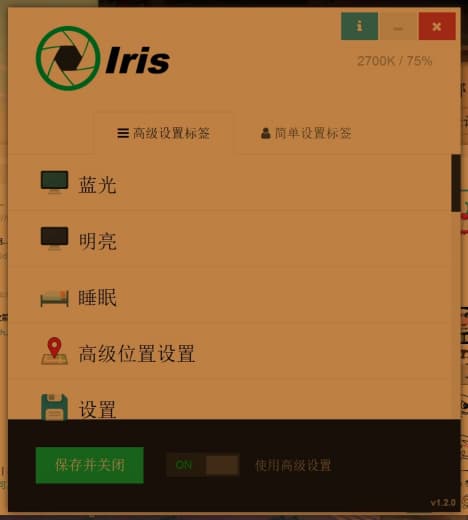 Iris
2700K / 75%
高级设置标签
简单设置标签
蓝光
明亮
睡眠
高级位置设置
设置
保存并关闭
ON
使用高级设置
v1.2.0